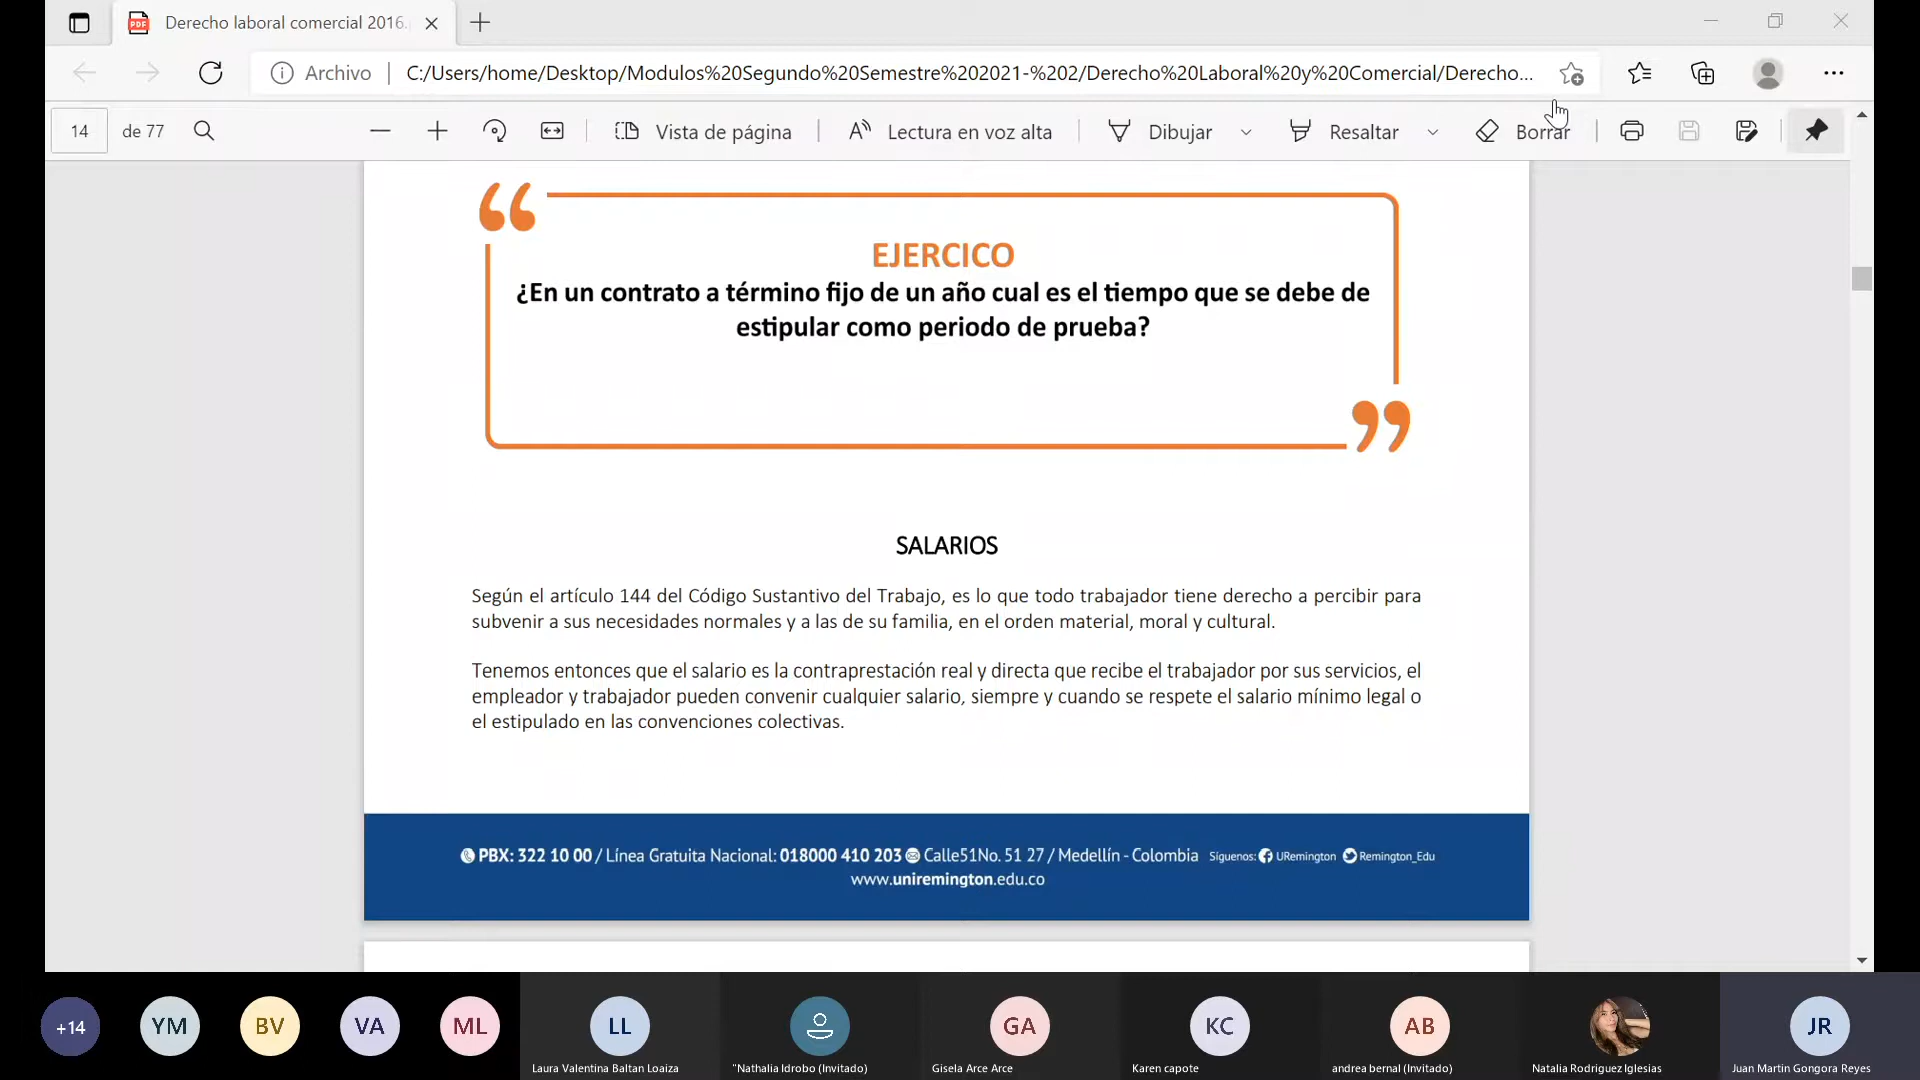 Derecho laboral comercial 2016.
Archivo
C:/Users/home/Desktop/Modulos%20Segundo%20Semestre%202021-%202/Derecho%20Laboral%20y%20Comercial/Derecho...
14 de 77
Vista de página
Lectura en voz alta
Dibujar
Resaltar
Borrar
EJERCICO
¿En un contrato a término fijo de un año cual es el tiempo que se debe de
estipular como periodo de prueba?
SALARIOS
Según el artículo 144 del Código Sustantivo del Trabajo, es lo que todo trabajador tiene derecho a percibir para
subvenir a sus necesidades normales y a las de su familia, en el orden material, moral y cultural.
Tenemos entonces que el salario es la contraprestación real y directa que recibe el trabajador por sus servicios, el
empleador y trabajador pueden convenir cualquier salario, siempre y cuando se respete el salario mínimo legal o
el estipulado en las convenciones colectivas.
PBX: 322 10 00 / Línea Gratuita Nacional: 018000 410 203 Calle51No. 51 27 / Medellín - Colombia Síguenos: URemington Remington_Edu
www.uniremington.edu.co
+14
YM
BV
VA
ML
LL
GA
KC
AB
JR
Laura Valentina Baltan Loaiza
"Nathalia Idrobo (Invitado)
Gisela Arce Arce
Karen capote
andrea bernal (Invitado)
Natalia Rodriguez Iglesias
Juan Martin Gongora Reyes